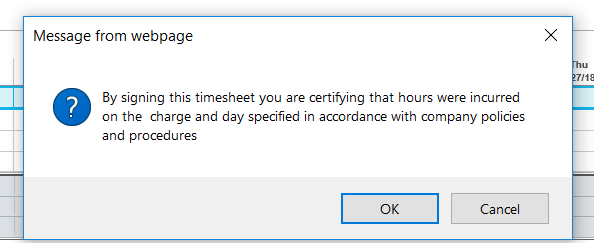 Message from webpage
Thu
27/18
By signing this timesheet you are certifying that hours were incurred
on the  charge and day specified in accordance with company policies
and procedures
OK
Cancel